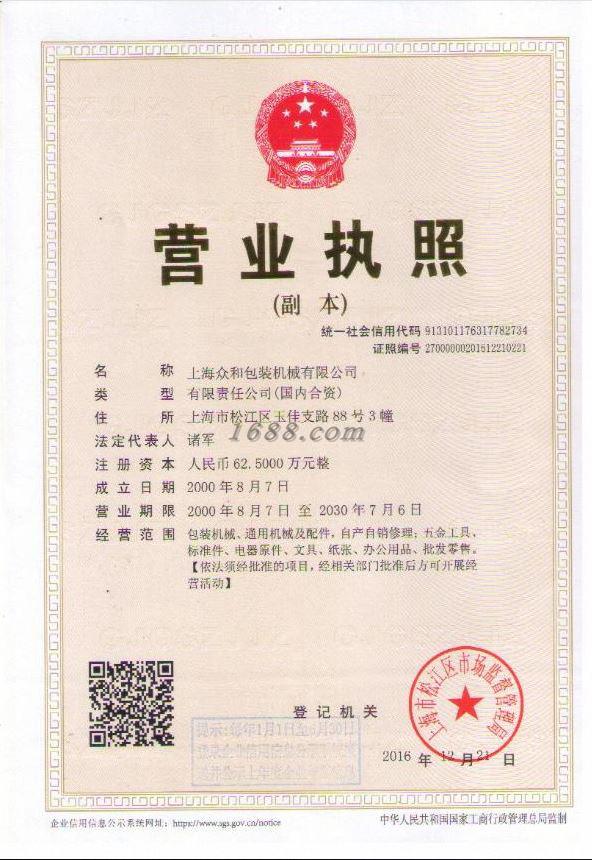 营业执照
(副 本)
统一社会信用代码 913101176317782734
证照编号 27000000201612210221
名 称 上海众和包装机械有限公司
类 型 有限责任公司(国内合资)
住 所 上海市松江区玉佳支路88号3幢
法定代表人 诸军
1688.com
注册资本 人民币62.5000万元整
成立日期 2000年8月7日
营业期限 2000年8月7日 至 2030年7月6日
经营范围 包装机械、通用机械及配件,自产自销修理;五金工具、
标准件、电器原件、文具、纸张、办公用品、批发零售。
【依法须经批准的项目,经相关部门批准后方可开展经
营活动】
登记机关
上海市松江区市场监督管理局
提示:每年1月1日至6月30日
2016 年 12 月 21 日
企业信用信息公示系统网址: https://www.sgs.gov.cn/notice
中华人民共和国国家工商行政管理总局监制